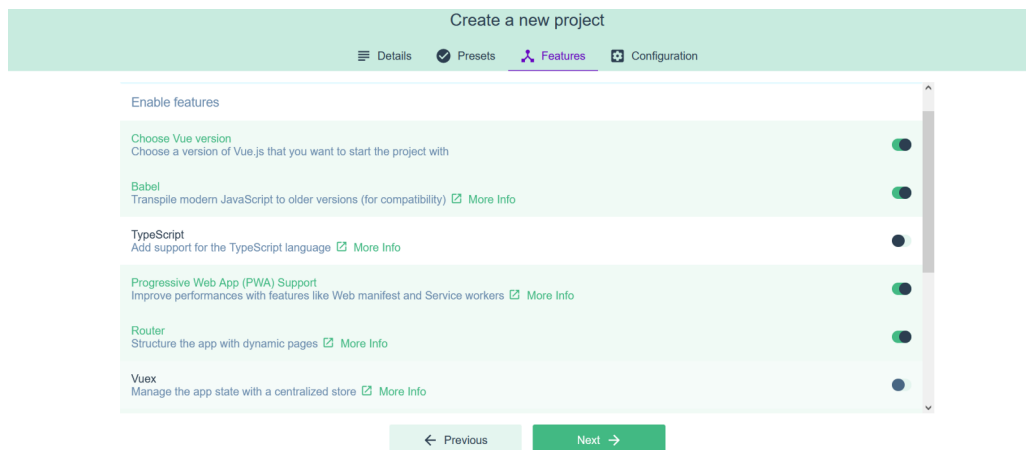 Create a new project
Details Presets Features Configuration
Enable features
Choose Vue version
Choose a version of Vue.js that you want to start the project with
Babel
Transpile modern JavaScript to older versions (for compatibility) More Info
TypeScript
Add support for the TypeScript language More Info
Progressive Web App (PWA) Support
Improve performances with features like Web manifest and Service workers More Info
Router
Structure the app with dynamic pages More Info
Vuex
Manage the app state with a centralized store More Info
Previous Next